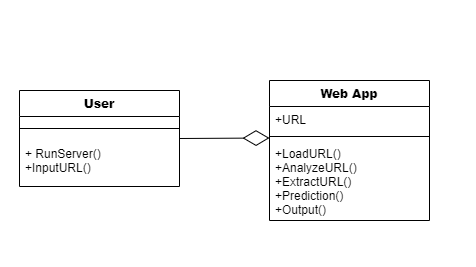 User
+ RunServer()
+InputURL()
Web App
+URL
+LoadURL()
+AnalyzeURL()
+ExtractURL()
+Prediction()
+Output()